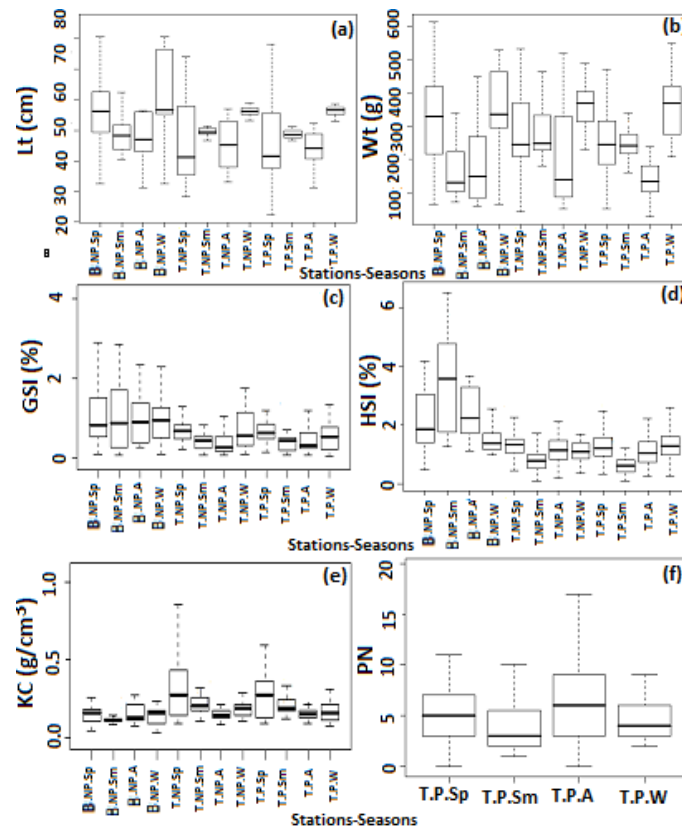 (a)
Lt (cm)
80
70
60
50
40
30
20
B.NP.Sp
B.NP.Sm
B.NP.A
B.NP.W
T.NP.Sp
T.NP.Sm
T.NP.A
T.NP.W
T.P.Sp
T.P.Sm
T.P.A
T.P.W
(b)
Wt (g)
600
500
400
300
200
100
B.NP.Sp
B.NP.Sm
B.NP.A
B.NP.W
T.NP.Sp
T.NP.Sm
T.NP.A
T.NP.W
T.P.Sp
T.P.Sm
T.P.A
T.P.W
Stations-Seasons
(c)
GSI (%)
4
2
0
B.NP.Sp
B.NP.Sm
B.NP.A
B.NP.W
T.NP.Sp
T.NP.Sm
T.NP.A
T.NP.W
T.P.Sp
T.P.Sm
T.P.A
T.P.W
(d)
HSI (%)
6
4
2
0
B.NP.Sp
B.NP.Sm
B.NP.A
B.NP.W
T.NP.Sp
T.NP.Sm
T.NP.A
T.NP.W
T.P.Sp
T.P.Sm
T.P.A
T.P.W
Stations-Seasons
(e)
KC (g/cm³)
1.0
0.5
0.0
B.NP.Sp
B.NP.Sm
B.NP.A
B.NP.W
T.NP.Sp
T.NP.Sm
T.NP.A
T.NP.W
T.P.Sp
T.P.Sm
T.P.A
T.P.W
Stations-Seasons
(f)
PN
20
15
10
5
0
T.P.Sp
T.P.Sm
T.P.A
T.P.W